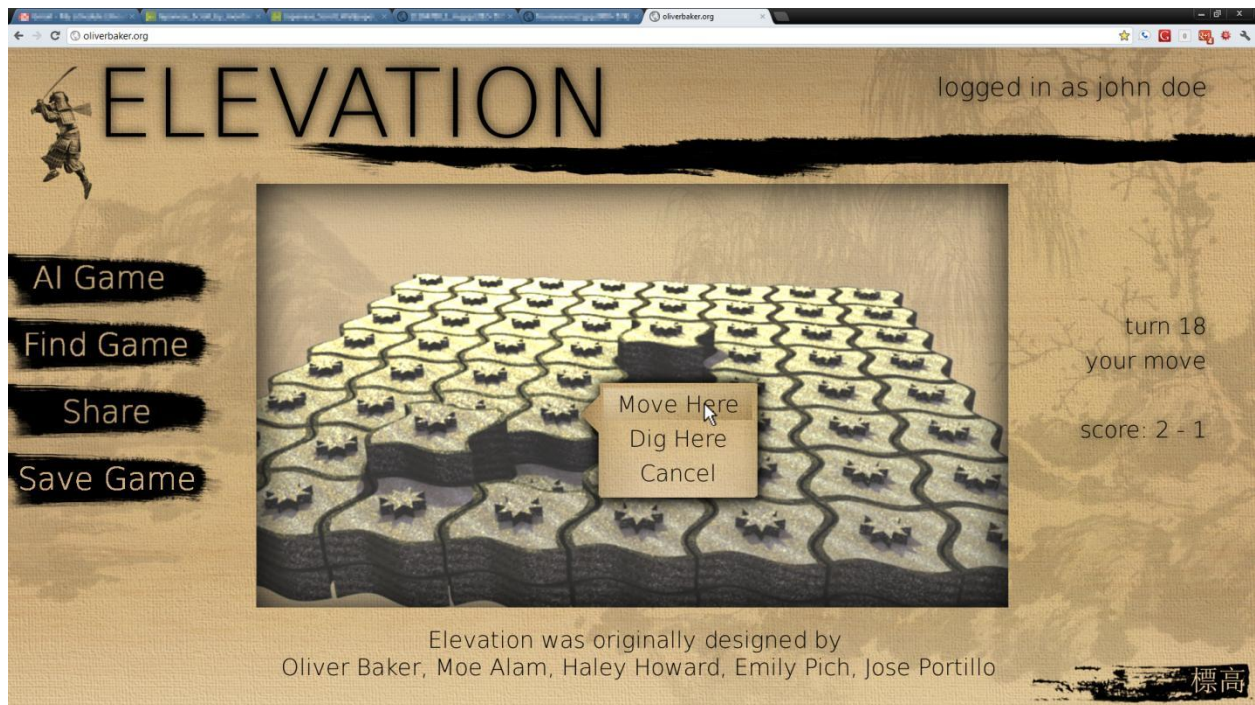 oliverbaker.org
oliverbaker.org
ELEVATION
logged in as john doe
AI Game
Find Game
Share
Save Game
Move Here
Dig Here
Cancel
turn 18
your move
score: 2 - 1
Elevation was originally designed by
Oliver Baker, Moe Alam, Haley Howard, Emily Pich, Jose Portillo
標高